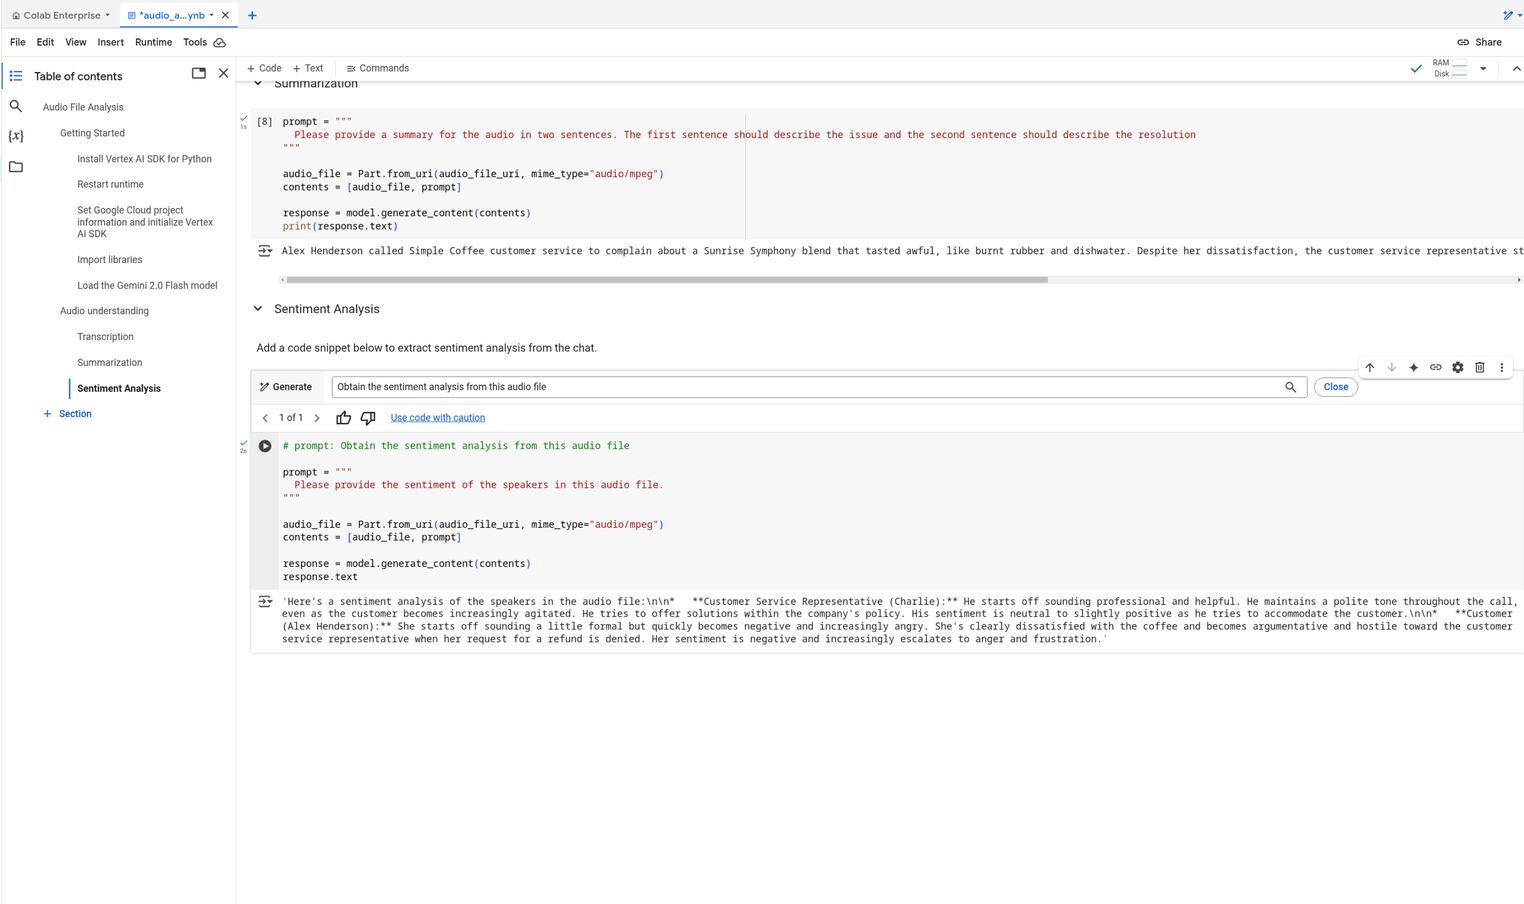 Colab Enterprise
*audio_a...ynb
File Edit View Insert Runtime Tools
Share
Table of contents
Audio File Analysis
Getting Started
Install Vertex AI SDK for Python
Restart runtime
Set Google Cloud project
information and initialize Vertex
AI SDK
Import libraries
Load the Gemini 2.0 Flash model
Audio understanding
Transcription
Summarization
Sentiment Analysis
+ Section
+ Code + Text Commands
RAM
Disk
Summarization
1s
[8] prompt = """
Please provide a summary for the audio in two sentences. The first sentence should describe the issue and the second sentence should describe the resolution
"""
audio_file = Part.from_uri(audio_file_uri, mime_type="audio/mpeg")
contents = [audio_file, prompt]
response = model.generate_content(contents)
print(response.text)
Alex Henderson called Simple Coffee customer service to complain about a Sunrise Symphony blend that tasted awful, like burnt rubber and dishwater. Despite her dissatisfaction, the customer service representative st
Sentiment Analysis
Add a code snippet below to extract sentiment analysis from the chat.
Generate
Obtain the sentiment analysis from this audio file
Close
1 of 1
Use code with caution
2s
# prompt: Obtain the sentiment analysis from this audio file
prompt = """
Please provide the sentiment of the speakers in this audio file.
"""
audio_file = Part.from_uri(audio_file_uri, mime_type="audio/mpeg")
contents = [audio_file, prompt]
response = model.generate_content(contents)
response.text
'Here's a sentiment analysis of the speakers in the audio file:\n\n* **Customer Service Representative (Charlie):** He starts off sounding professional and helpful. He maintains a polite tone throughout the call,
even as the customer becomes increasingly agitated. He tries to offer solutions within the company's policy. His sentiment is neutral to slightly positive as he tries to accommodate the customer.\n\n* **Customer
(Alex Henderson):** She starts off sounding a little formal but quickly becomes negative and increasingly angry. She's clearly dissatisfied with the coffee and becomes argumentative and hostile toward the customer
service representative when her request for a refund is denied. Her sentiment is negative and increasingly escalates to anger and frustration.'